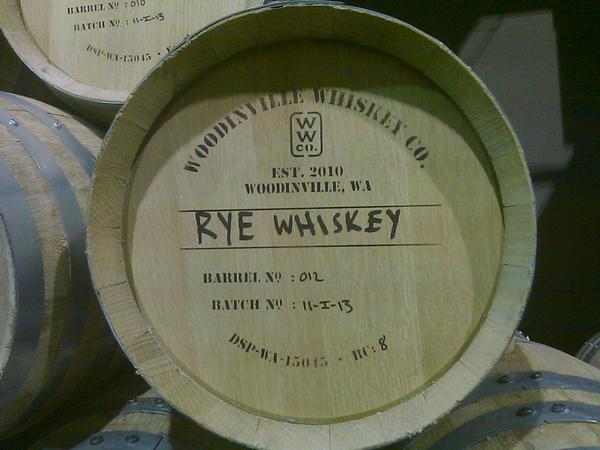 BARREL Nº : 010
BATCH Nº : 11-I-13
DSP-WA-15045
WOODINVILLE WHISKEY CO.
W
W
CO.
EST. 2010
WOODINVILLE, WA
RYE WHISKEY
BARREL Nº : 012
BATCH Nº : 11-I-13
DSP-WA-15045 · RC: 8